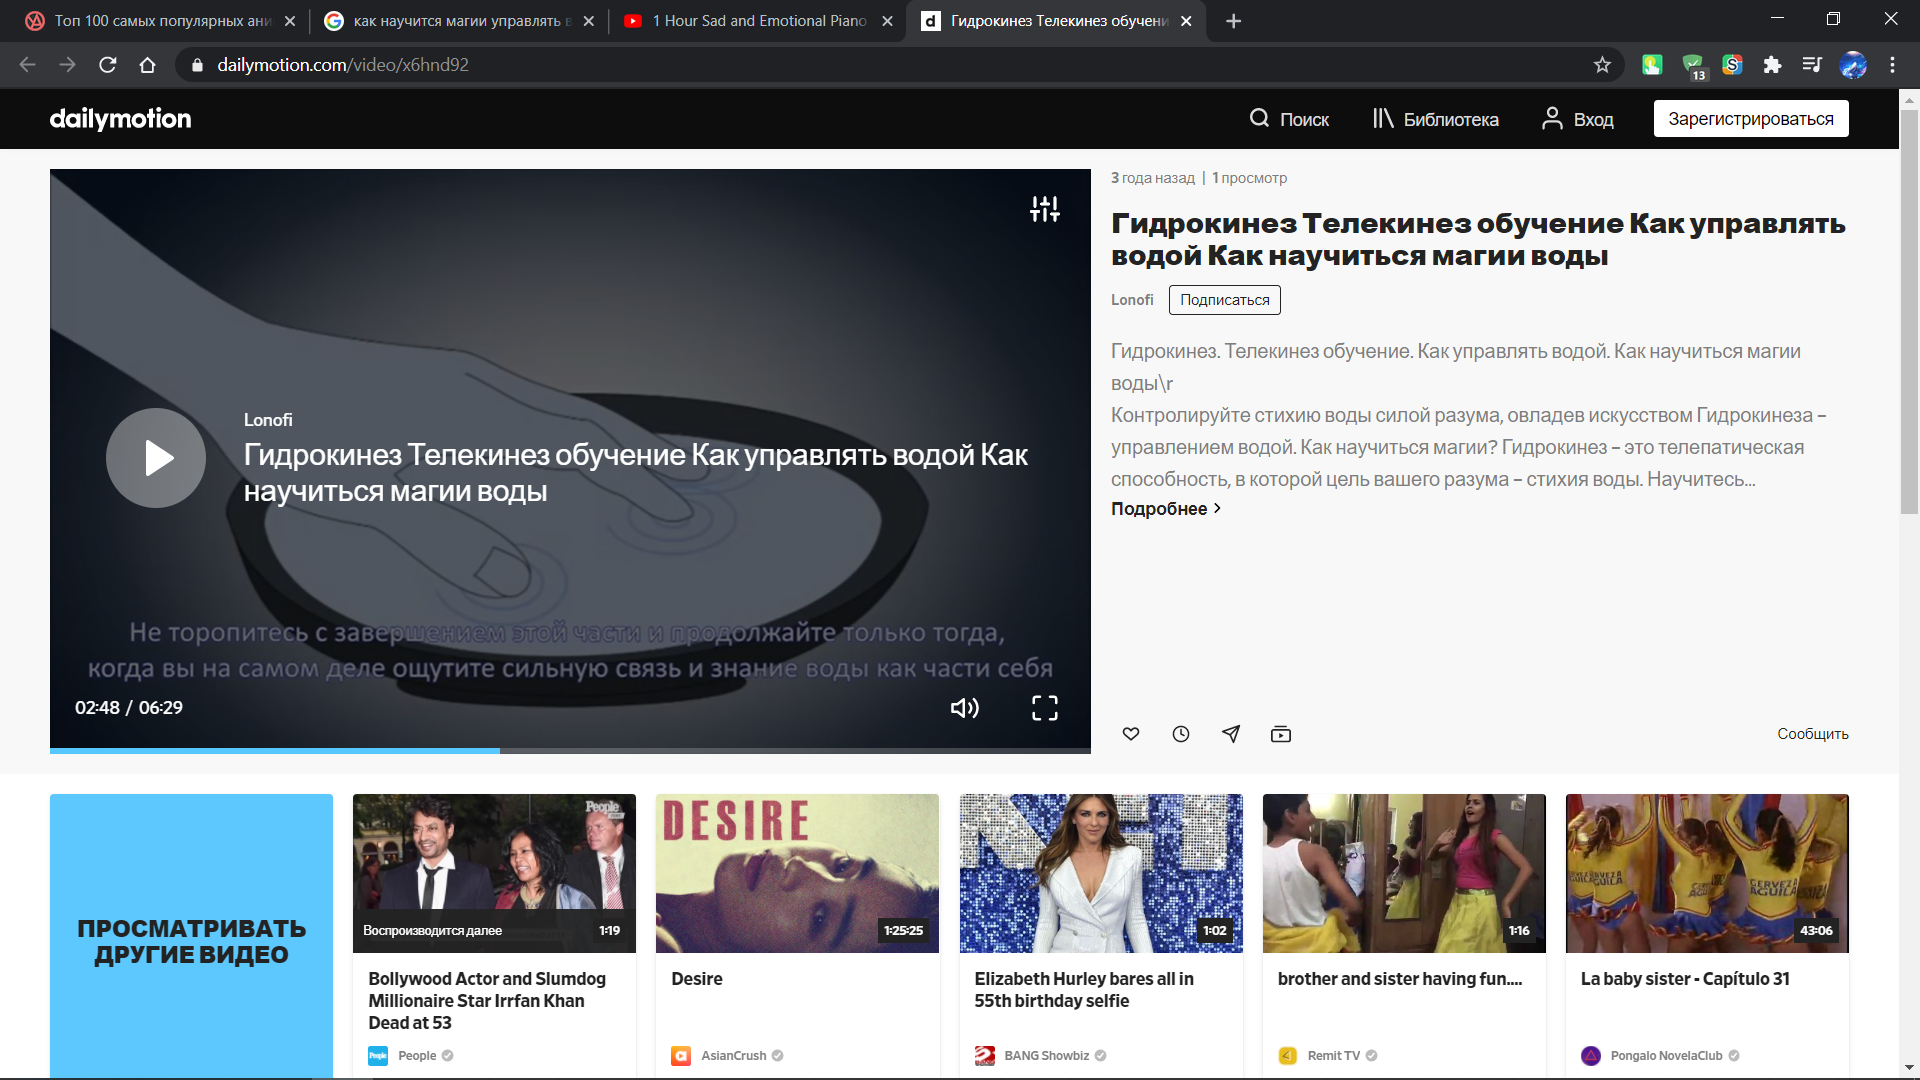 Топ 100 самых популярных ани
как научится магии управлять в
1 Hour Sad and Emotional Piano
Гидрокинез Телекинез обучени
dailymotion.com/video/x6hnd92
13
dailymotion
Поиск
Библиотека
Вход
Зарегистрироваться
3 года назад | 1 просмотр
Гидрокинез Телекинез обучение Как управлять
водой Как научиться магии воды
Lonofi
Подписаться
Гидрокинез. Телекинез обучение. Как управлять водой. Как научиться магии
воды\r
Контролируйте стихию воды силой разума, овладев искусством Гидрокинеза –
управлением водой. Как научиться магии? Гидрокинез – это телепатическая
способность, в которой цель вашего разума – стихия воды. Научитесь...
Подробнее
Lonofi
Гидрокинез Телекинез обучение Как управлять водой Как
научиться магии воды
Не торопитесь с завершением этой части и продолжайте только тогда,
когда вы на самом деле ощутите сильную связь и знание воды как части себя
02:48 / 06:29
Сообщить
ПРОСМАТРИВАТЬ
ДРУГИЕ ВИДЕО
People
Воспроизводится далее
1:19
Bollywood Actor and Slumdog
Millionaire Star Irrfan Khan
Dead at 53
People
People
DESIRE
1:25:25
Desire
AsianCrush
1:02
Elizabeth Hurley bares all in
55th birthday selfie
BANG Showbiz
1:16
brother and sister having fun....
Remit TV
CERVEZA
AGUILA
43:06
La baby sister - Capítulo 31
Pongalo NovelaClub